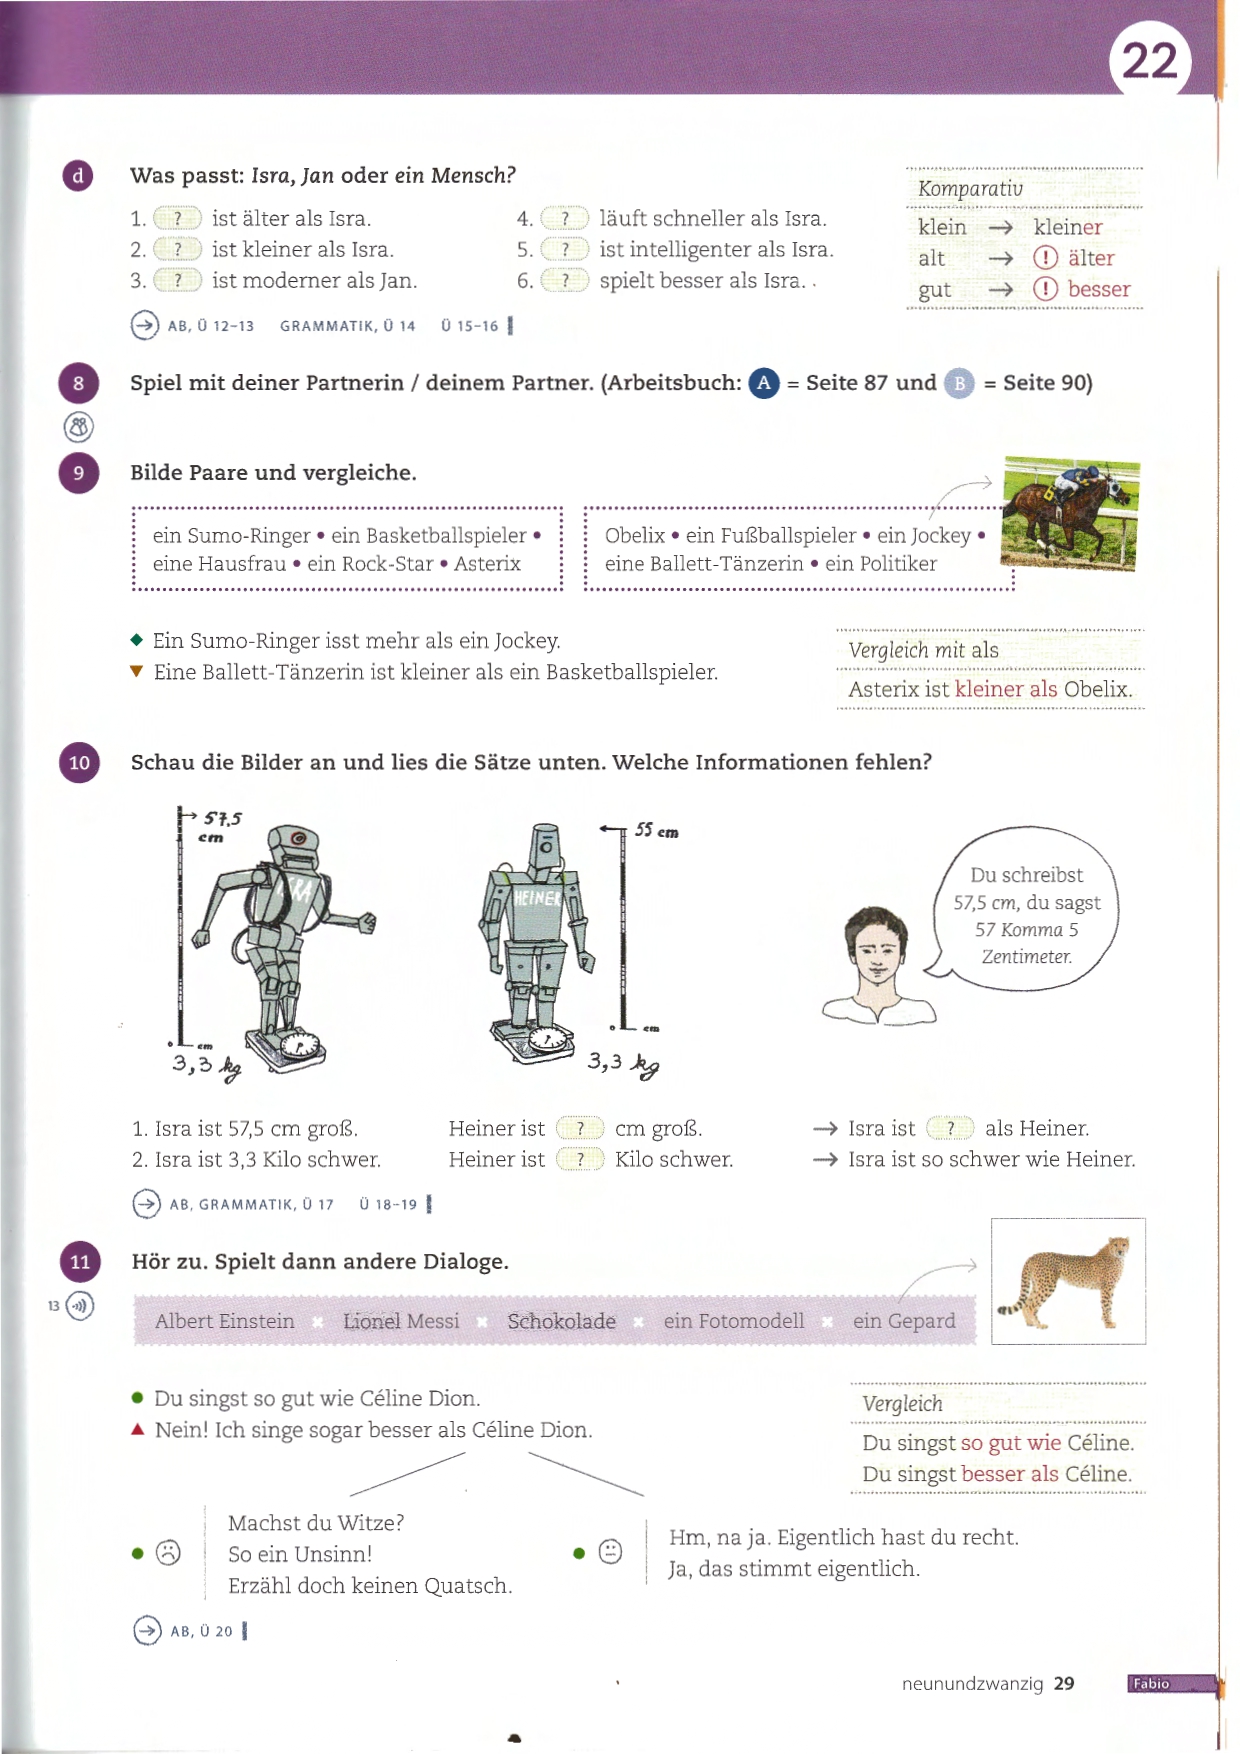 22
d Was passt: Isra, Jan oder ein Mensch?
1. ? ist älter als Isra.
2. ? ist kleiner als Isra.
3. ? ist moderner als Jan.
4. ? läuft schneller als Isra.
5. ? ist intelligenter als Isra.
6. ? spielt besser als Isra.
Komparativ
klein → kleiner
alt → ! älter
gut → ! besser
AB, Ü 12–13 GRAMMATIK, Ü 14 Ü 15–16
8 Spiel mit deiner Partnerin / deinem Partner. (Arbeitsbuch: A = Seite 87 und B = Seite 90)
9 Bilde Paare und vergleiche.
ein Sumo-Ringer • ein Basketballspieler •
eine Hausfrau • ein Rock-Star • Asterix
Obelix • ein Fußballspieler • ein Jockey •
eine Ballett-Tänzerin • ein Politiker
6
Ein Sumo-Ringer isst mehr als ein Jockey.
Eine Ballett-Tänzerin ist kleiner als ein Basketballspieler.
Vergleich mit als
Asterix ist kleiner als Obelix.
10 Schau die Bilder an und lies die Sätze unten. Welche Informationen fehlen?
57,5
cm
ISRA
0 cm
3,3 kg
55 cm
HEINER
0 cm
3,3 kg
Du schreibst
57,5 cm, du sagst
57 Komma 5
Zentimeter.
1. Isra ist 57,5 cm groß. Heiner ist ? cm groß. → Isra ist ? als Heiner.
2. Isra ist 3,3 Kilo schwer. Heiner ist ? Kilo schwer. → Isra ist so schwer wie Heiner.
AB, GRAMMATIK, Ü 17 Ü 18–19
11 Hör zu. Spielt dann andere Dialoge.
13
Albert Einstein × Lionel Messi × Schokolade × ein Fotomodell × ein Gepard
Du singst so gut wie Céline Dion.
Nein! Ich singe sogar besser als Céline Dion.
Vergleich
Du singst so gut wie Céline.
Du singst besser als Céline.
Machst du Witze?
So ein Unsinn!
Erzähl doch keinen Quatsch.
Hm, na ja. Eigentlich hast du recht.
Ja, das stimmt eigentlich.
AB, Ü 20
neunundzwanzig 29 Fabio